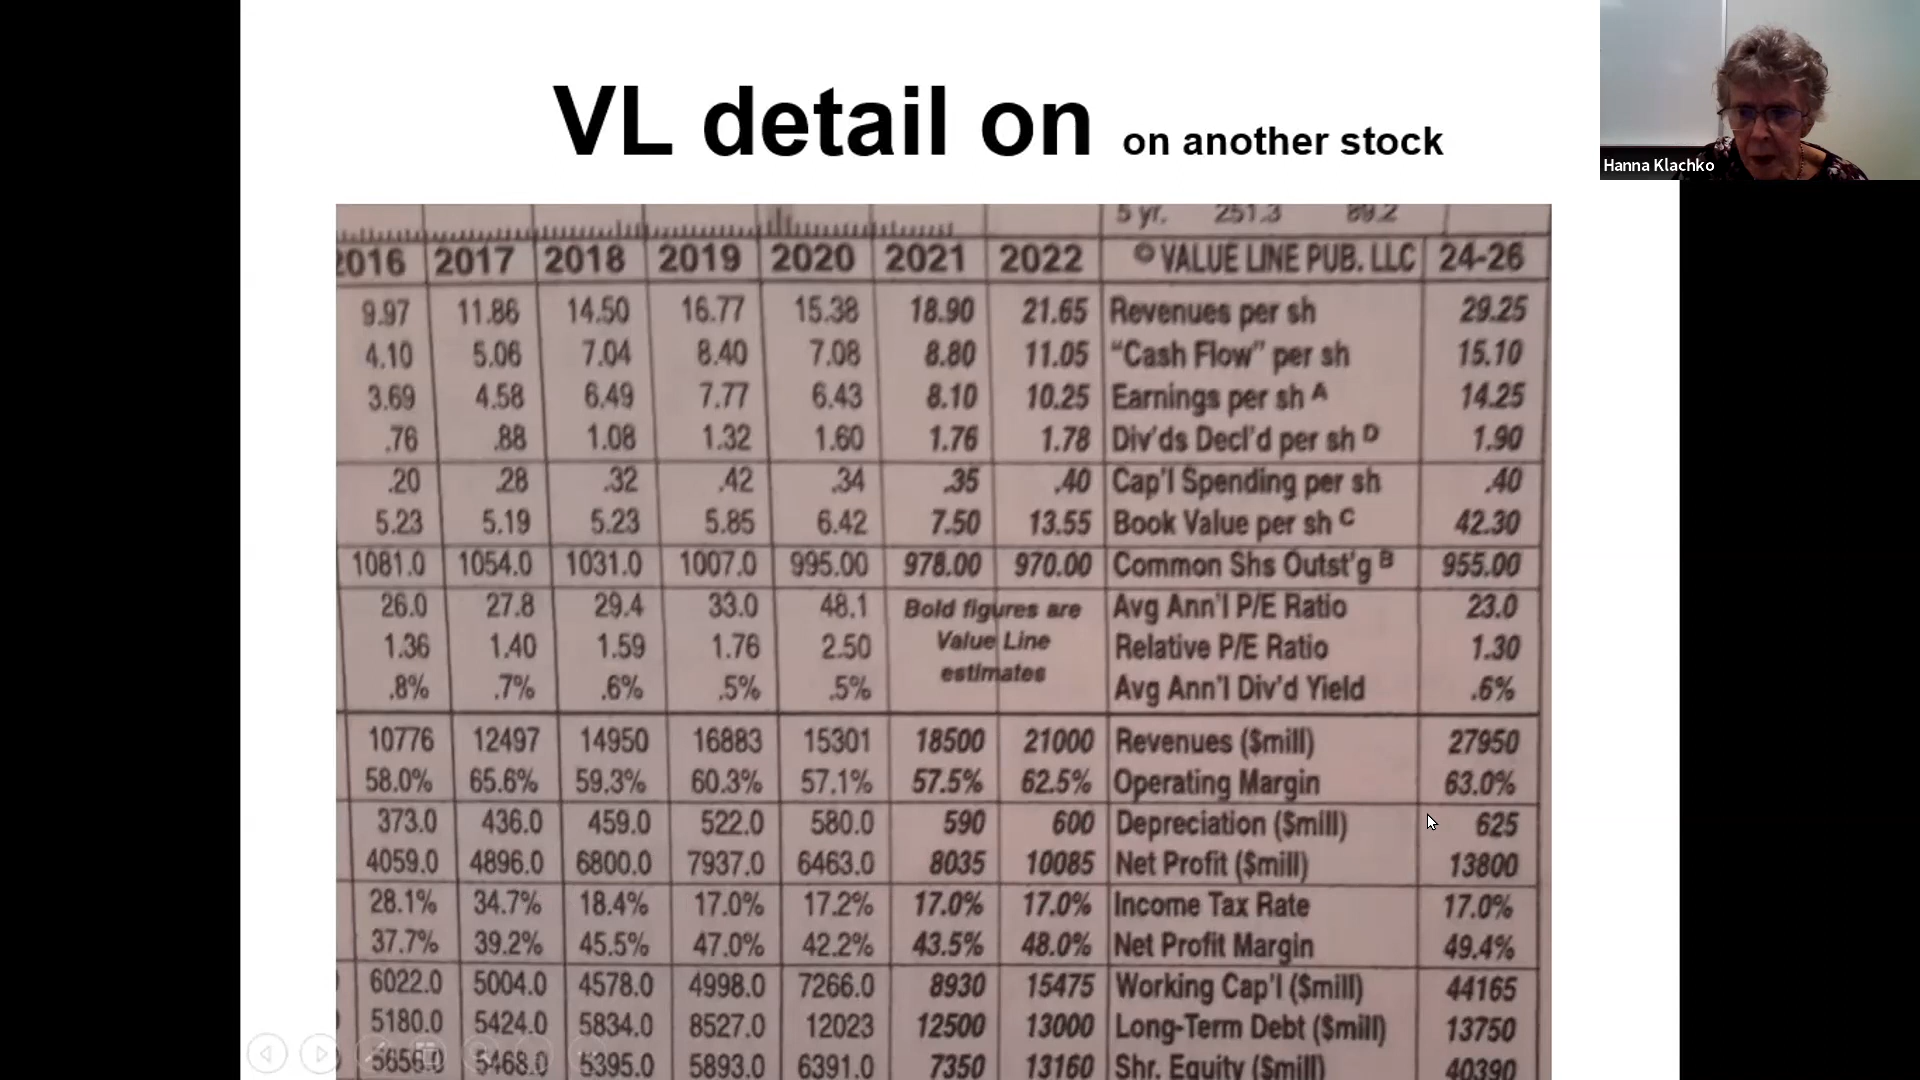 VL detail on on another stock
Hanna Klachko
5 yr. 251.3 89.2
2016 2017 2018 2019 2020 2021 2022 © VALUE LINE PUB. LLC 24-26
9.97 11.86 14.50 16.77 15.38 18.90 21.65 Revenues per sh 29.25
4.10 5.06 7.04 8.40 7.08 8.80 11.05 “Cash Flow” per sh 15.10
3.69 4.58 6.49 7.77 6.43 8.10 10.25 Earnings per sh A 14.25
.76 .88 1.08 1.32 1.60 1.76 1.78 Div'ds Decl'd per sh D 1.90
.20 .28 .32 .42 .34 .35 .40 Cap'l Spending per sh .40
5.23 5.19 5.23 5.85 6.42 7.50 13.55 Book Value per sh C 42.30
1081.0 1054.0 1031.0 1007.0 995.00 978.00 970.00 Common Shs Outst'g B 955.00
26.0 27.8 29.4 33.0 48.1 Bold figures are Avg Ann'l P/E Ratio 23.0
1.36 1.40 1.59 1.76 2.50 Value Line Relative P/E Ratio 1.30
.8% .7% .6% .5% .5% estimates Avg Ann'l Div'd Yield .6%
10776 12497 14950 16883 15301 18500 21000 Revenues ($mill) 27950
58.0% 65.6% 59.3% 60.3% 57.1% 57.5% 62.5% Operating Margin 63.0%
373.0 436.0 459.0 522.0 580.0 590 600 Depreciation ($mill) 625
4059.0 4896.0 6800.0 7937.0 6463.0 8035 10085 Net Profit ($mill) 13800
28.1% 34.7% 18.4% 17.0% 17.2% 17.0% 17.0% Income Tax Rate 17.0%
37.7% 39.2% 45.5% 47.0% 42.2% 43.5% 48.0% Net Profit Margin 49.4%
6022.0 5004.0 4578.0 4998.0 7266.0 8930 15475 Working Cap'l ($mill) 44165
5180.0 5424.0 5834.0 8527.0 12023 12500 13000 Long-Term Debt ($mill) 13750
5656.0 5468.0 5395.0 5893.0 6391.0 7350 13160 Shr. Equity ($mill) 40390